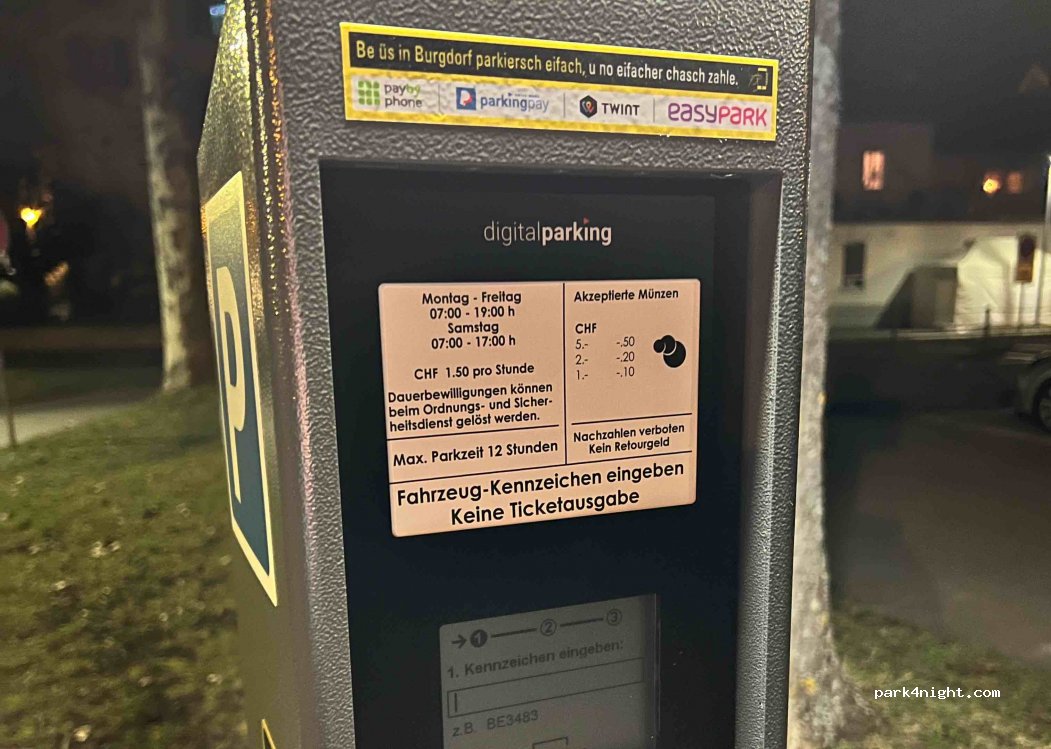 Be üs in Burgdorf parkiersch eifach, u no eifacher chasch zahle.
pay by phone
parkingpay
TWINT
easyPARK
P
digitalparking
Montag - Freitag
07:00 - 19:00 h
Samstag
07:00 - 17:00 h
CHF 1.50 pro Stunde
Dauerbewilligungen können
beim Ordnungs- und Sicher-
heitsdienst gelöst werden.
Max. Parkzeit 12 Stunden
Akzeptierte Münzen
CHF
5.- -.50
2.- -.20
1.- -.10
Nachzahlen verboten
Kein Retourgeld
Fahrzeug-Kennzeichen eingeben
Keine Ticketausgabe
1 2 3
1. Kennzeichen eingeben:
z.B. BE3483
park4night.com